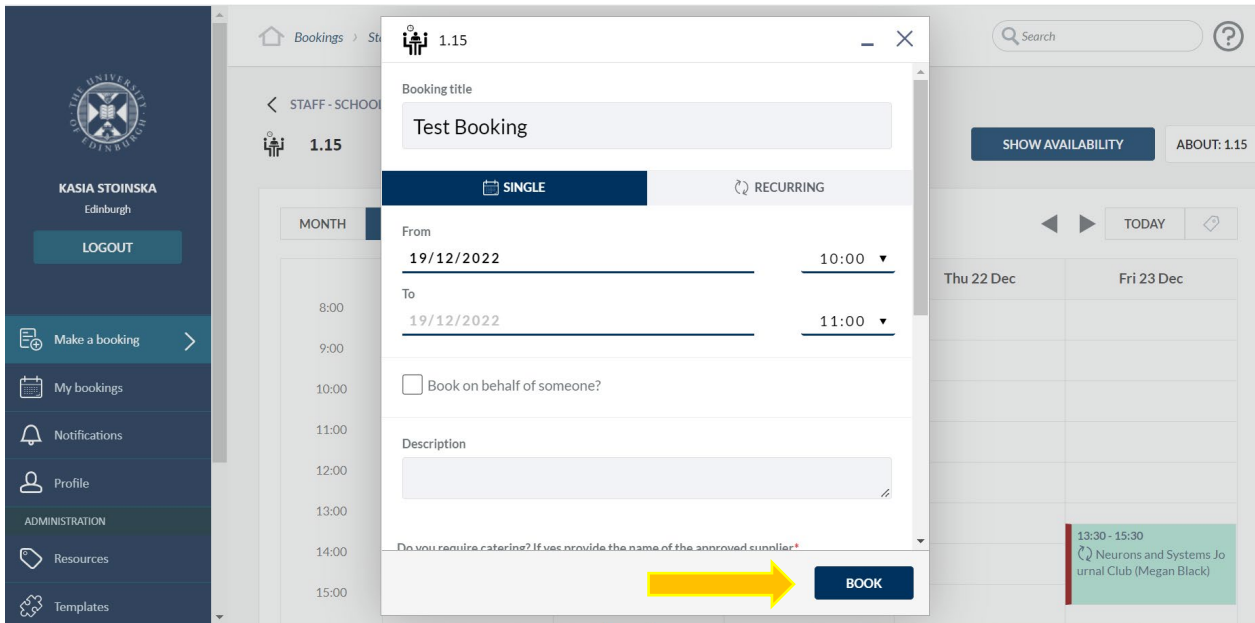 THE UNIVERSITY OF EDINBURGH
KASIA STOINSKA
Edinburgh
LOGOUT
Make a booking
My bookings
Notifications
Profile
ADMINISTRATION
Resources
Templates
Bookings
Search
?
STAFF - SCHOOL
1.15
SHOW AVAILABILITY
ABOUT: 1.15
MONTH
TODAY
Thu 22 Dec
Fri 23 Dec
8:00
9:00
10:00
11:00
12:00
13:00
14:00
15:00
13:30 - 15:30
Neurons and Systems Jo
urnal Club (Megan Black)
1.15
Booking title
Test Booking
SINGLE
RECURRING
From
19/12/2022
10:00
To
19/12/2022
11:00
Book on behalf of someone?
Description
Do you require catering? If yes provide the name of the approved supplier*
BOOK